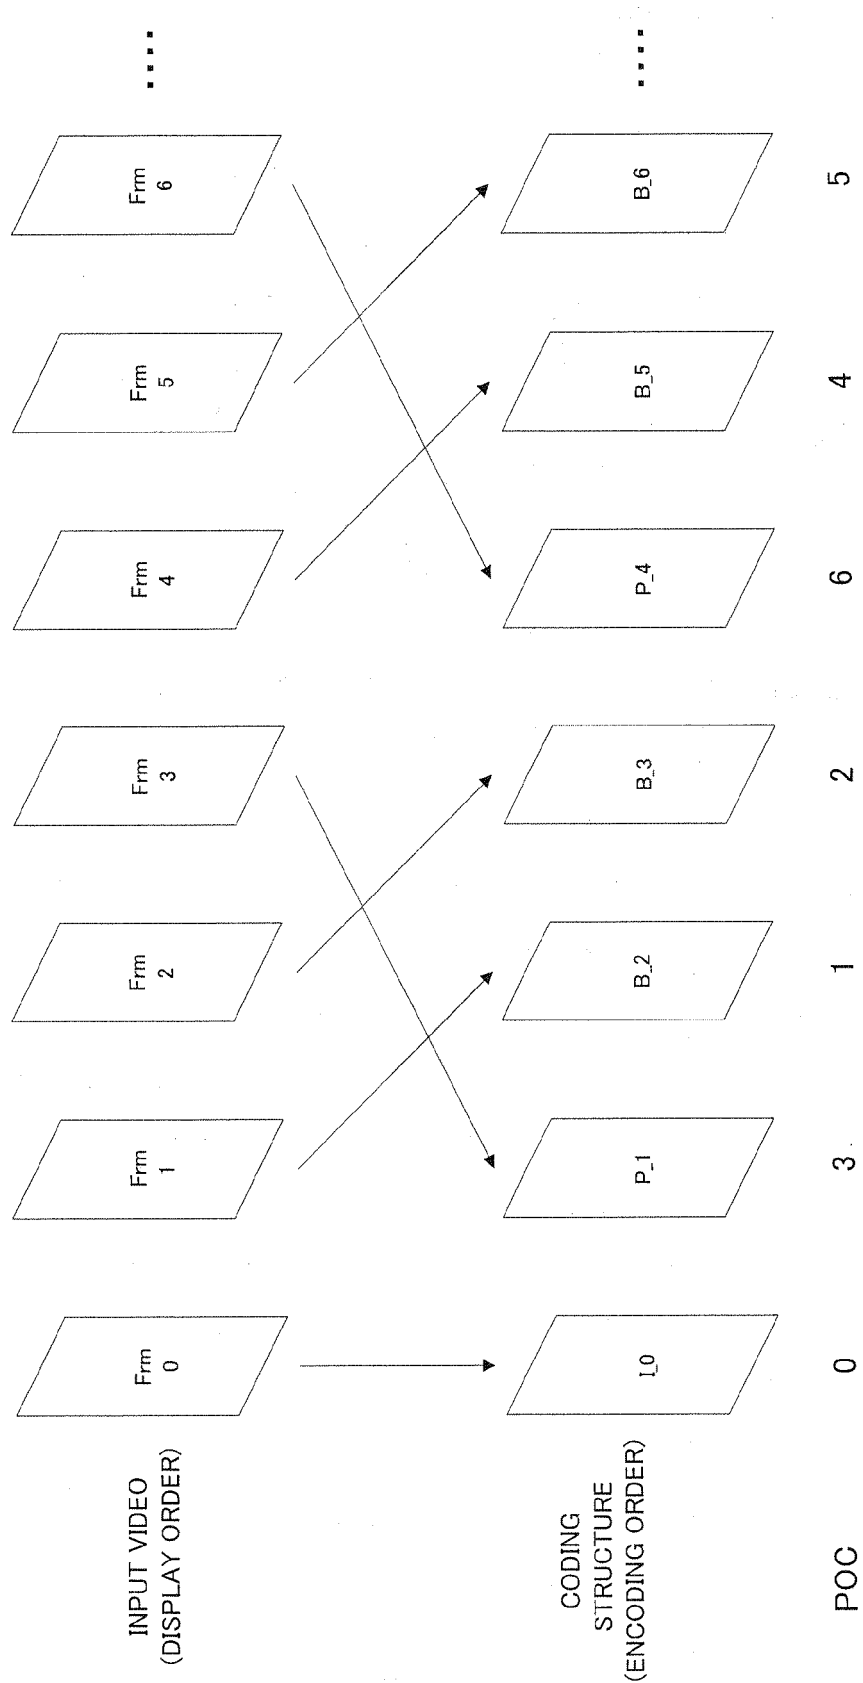 INPUT VIDEO
(DISPLAY ORDER)
Frm
0
Frm
1
Frm
2
Frm
3
Frm
4
Frm
5
Frm
6
CODING
STRUCTURE
(ENCODING ORDER)
I_0
P_1
B_2
B_3
P_4
B_5
B_6
POC
0
3
1
2
6
4
5